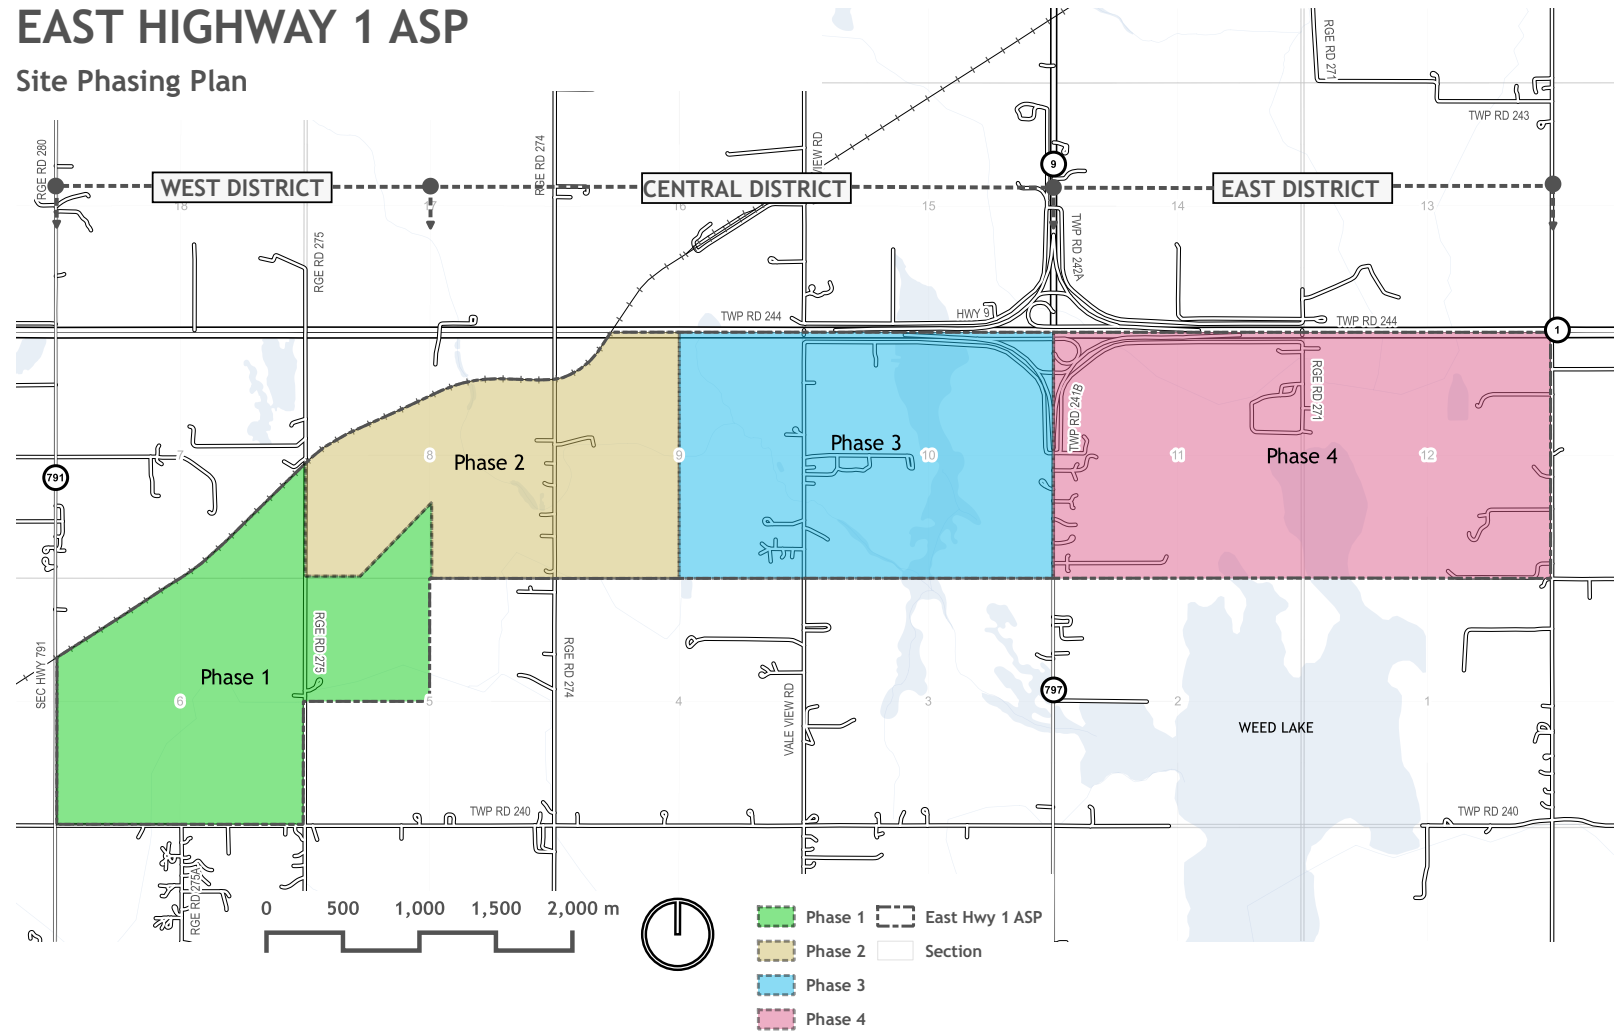 EAST HIGHWAY 1 ASP
Site Phasing Plan
RGE RD 271
TWP RD 243
RGE RD 280
RGE RD 274
VIEW RD
9
WEST DISTRICT
CENTRAL DISTRICT
EAST DISTRICT
18
17
16
15
14
13
RGE RD 275
TWP RD 242A
TWP RD 244
HWY 9
TWP RD 244
1
RGE RD 271
TWP RD 241B
7
8
Phase 2
9
Phase 3
10
11
Phase 4
12
791
SEC HWY 791
Phase 1
6
RGE RD 275
5
RGE RD 274
4
VALE VIEW RD
3
797
2
WEED LAKE
1
TWP RD 240
TWP RD 240
RGE RD 275A
0 500 1,000 1,500 2,000 m
Phase 1
East Hwy 1 ASP
Phase 2
Section
Phase 3
Phase 4